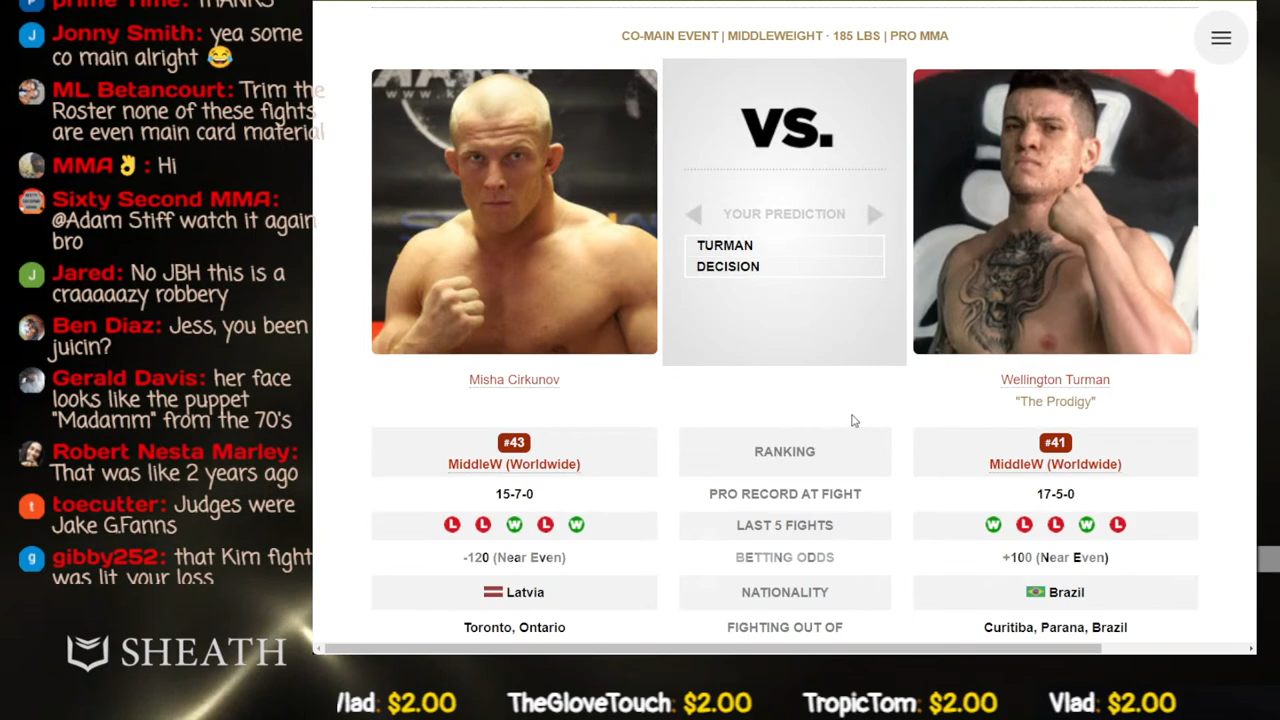 prime Time: THANKS
Jonny Smith: yea some
co main alright 😂
ML Betancourt: Trim the
Roster none of these fights
are even main card material
MMA👌 : Hi
Sixty Second MMA:
@Adam Stiff watch it again
bro
Jared: No JBH this is a
craaaaazy robbery
Ben Diaz: Jess, you been
juicin?
Gerald Davis: her face
looks like the puppet
"Madamm" from the 70's
Robert Nesta Marley:
That was like 2 years ago
toecutter: Judges were
Jake G.Fanns
gibby252: that Kim fight
was lit your loss
SHEATH
CO-MAIN EVENT | MIDDLEWEIGHT · 185 LBS | PRO MMA
VS.
YOUR PREDICTION
TURMAN
DECISION
Misha Cirkunov
Wellington Turman
"The Prodigy"
#43
MiddleW (Worldwide)
RANKING
#41
MiddleW (Worldwide)
15-7-0
PRO RECORD AT FIGHT
17-5-0
L L W L W
LAST 5 FIGHTS
W L L W L
-120 (Near Even)
BETTING ODDS
+100 (Near Even)
Latvia
NATIONALITY
Brazil
Toronto, Ontario
FIGHTING OUT OF
Curitiba, Parana, Brazil
Vlad: $2.00 TheGloveTouch: $2.00 TropicTom: $2.00 Vlad: $2.00